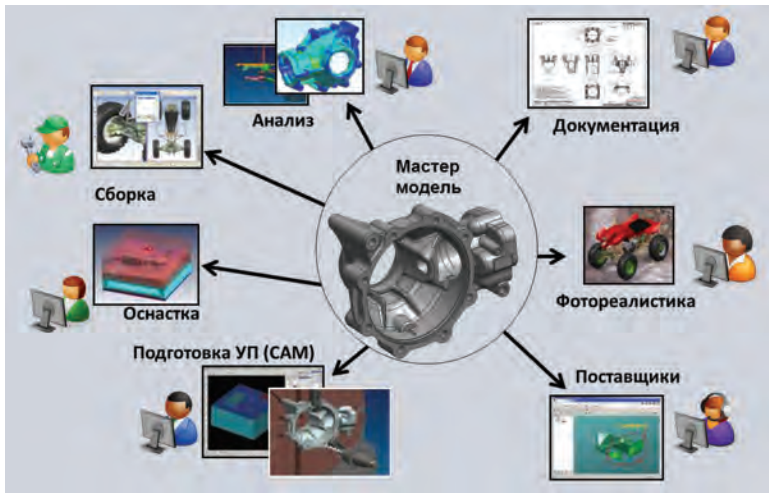 Анализ
Документация
Мастер
модель
Сборка
Оснастка
Фотореалистика
Подготовка УП (CAM)
Поставщики